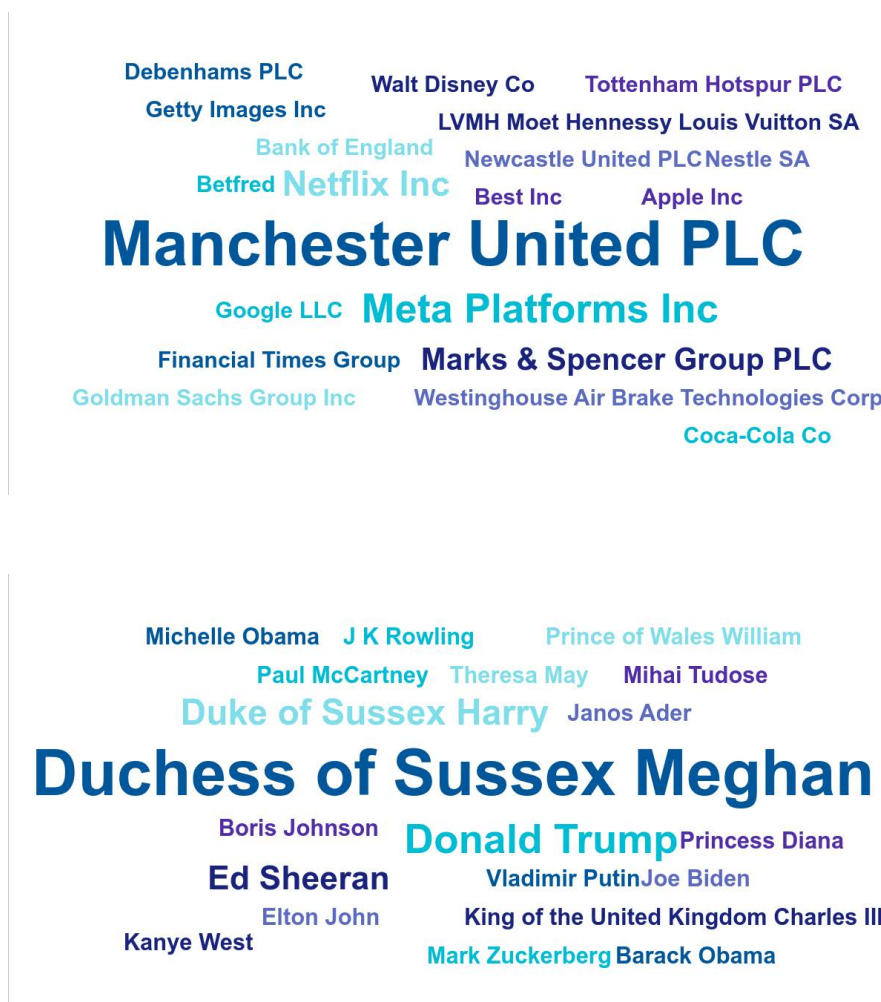 Debenhams PLC
Walt Disney Co
Tottenham Hotspur PLC
Getty Images Inc
LVMH Moet Hennessy Louis Vuitton SA
Bank of England
Newcastle United PLC
Nestle SA
Betfred
Netflix Inc
Best Inc
Apple Inc
Manchester United PLC
Google LLC
Meta Platforms Inc
Financial Times Group
Marks & Spencer Group PLC
Goldman Sachs Group Inc
Westinghouse Air Brake Technologies Corp
Coca-Cola Co
Michelle Obama
J K Rowling
Prince of Wales William
Paul McCartney
Theresa May
Mihai Tudose
Duke of Sussex Harry
Janos Ader
Duchess of Sussex Meghan
Boris Johnson
Donald Trump
Princess Diana
Ed Sheeran
Vladimir Putin
Joe Biden
Elton John
King of the United Kingdom Charles III
Kanye West
Mark Zuckerberg
Barack Obama